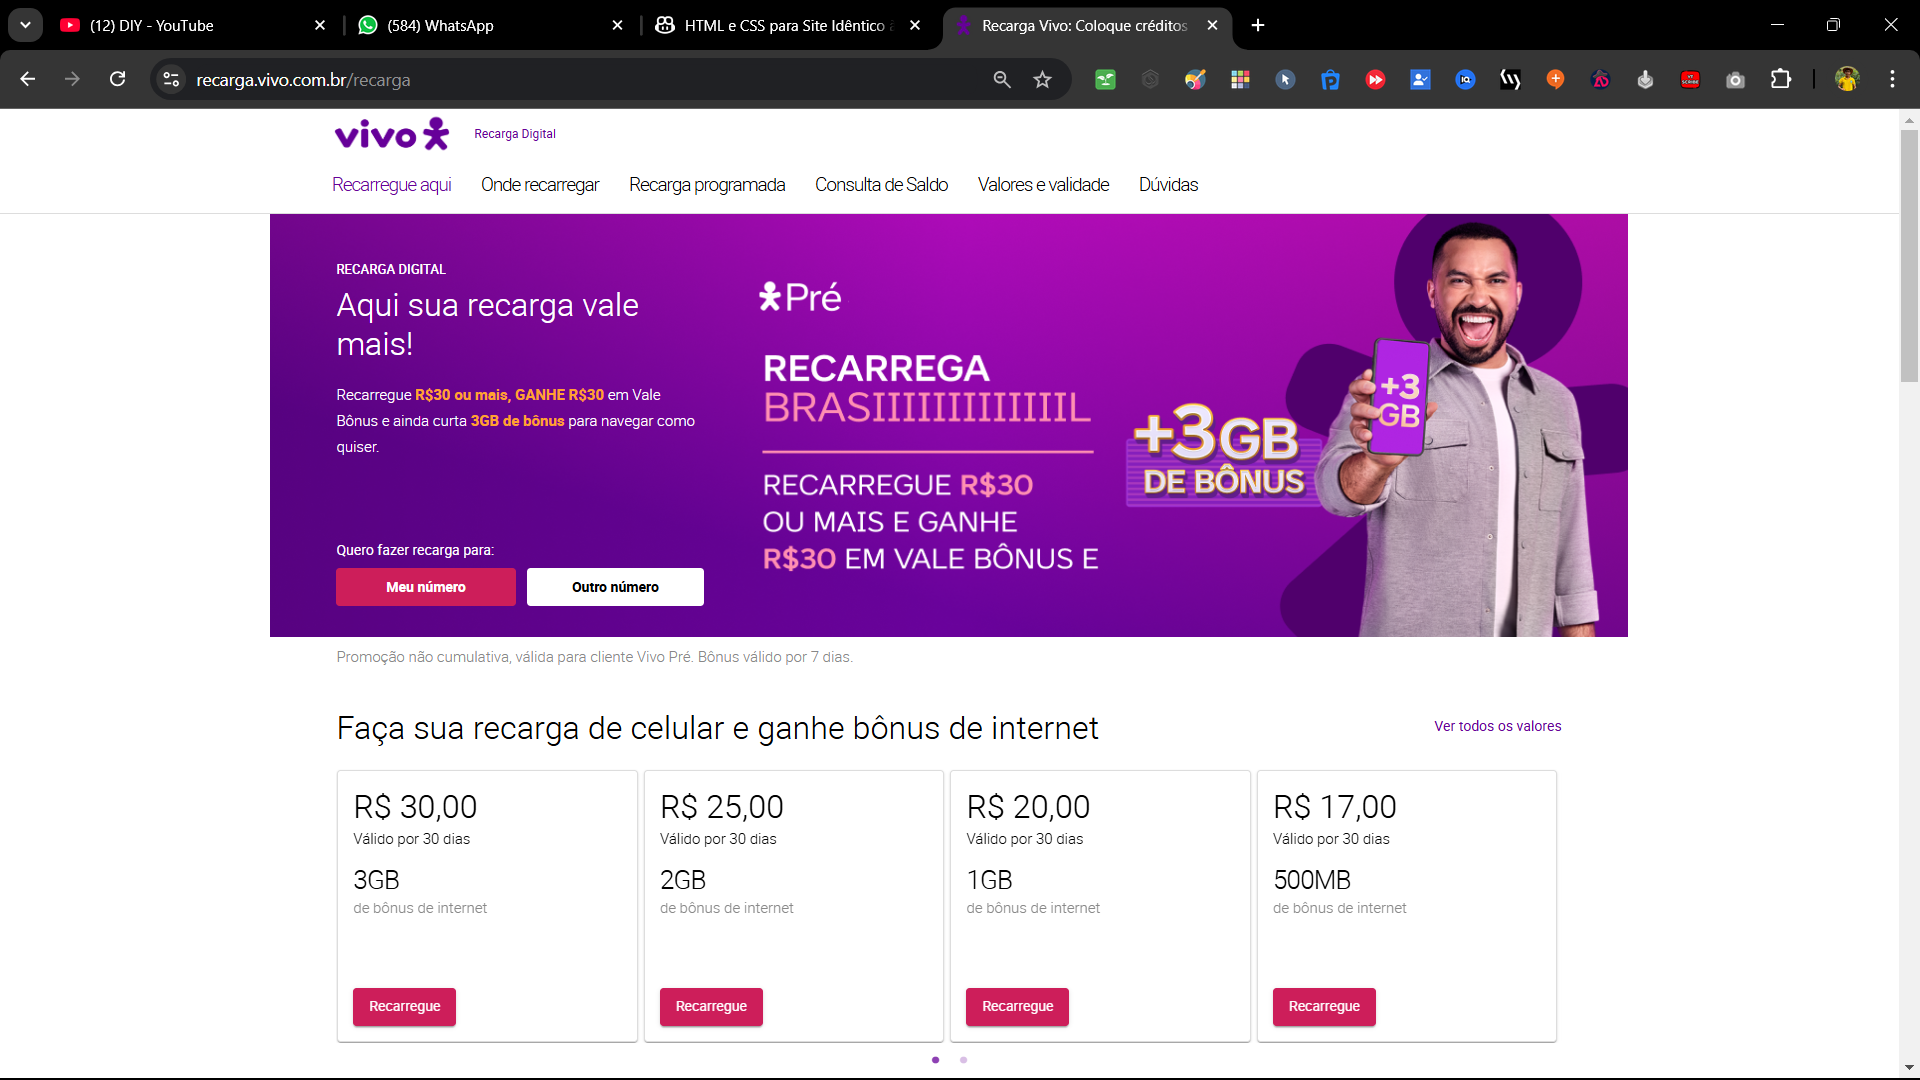 (12) DIY - YouTube
(584) WhatsApp
HTML e CSS para Site Idêntico à
Recarga Vivo: Coloque créditos
recarga.vivo.com.br/recarga
vivo
Recarga Digital
Recarregue aqui
Onde recarregar
Recarga programada
Consulta de Saldo
Valores e validade
Dúvidas
RECARGA DIGITAL
Aqui sua recarga vale
mais!
Recarregue R$30 ou mais, GANHE R$30 em Vale
Bônus e ainda curta 3GB de bônus para navegar como
quiser.
Quero fazer recarga para:
Meu número
Outro número
Pré
RECARREGA
BRASIIIIIIIIIIIIIL
RECARREGUE R$30
OU MAIS E GANHE
R$30 EM VALE BÔNUS E
+3GB
DE BÔNUS
+3
GB
Promoção não cumulativa, válida para cliente Vivo Pré. Bônus válido por 7 dias.
Faça sua recarga de celular e ganhe bônus de internet
Ver todos os valores
R$ 30,00
Válido por 30 dias
3GB
de bônus de internet
Recarregue
R$ 25,00
Válido por 30 dias
2GB
de bônus de internet
Recarregue
R$ 20,00
Válido por 30 dias
1GB
de bônus de internet
Recarregue
R$ 17,00
Válido por 30 dias
500MB
de bônus de internet
Recarregue